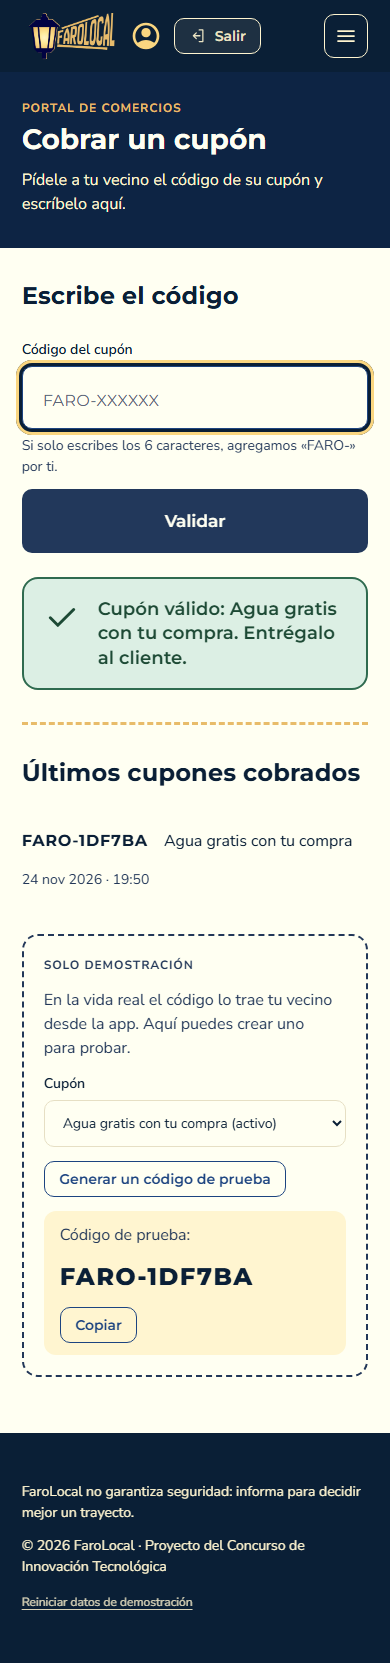 FAROLOCAL
Salir
PORTAL DE COMERCIOS
Cobrar un cupón
Pídele a tu vecino el código de su cupón y
escríbelo aquí.
Escribe el código
Código del cupón
FARO-XXXXXX
Si solo escribes los 6 caracteres, agregamos «FARO-»
por ti.
Validar
Cupón válido: Agua gratis
con tu compra. Entrégalo
al cliente.
Últimos cupones cobrados
FARO-1DF7BA Agua gratis con tu compra
24 nov 2026 · 19:50
SOLO DEMOSTRACIÓN
En la vida real el código lo trae tu vecino
desde la app. Aquí puedes crear uno
para probar.
Cupón
Agua gratis con tu compra (activo)
Generar un código de prueba
Código de prueba:
FARO-1DF7BA
Copiar
FaroLocal no garantiza seguridad: informa para decidir
mejor un trayecto.
© 2026 FaroLocal · Proyecto del Concurso de
Innovación Tecnológica
Reiniciar datos de demostración